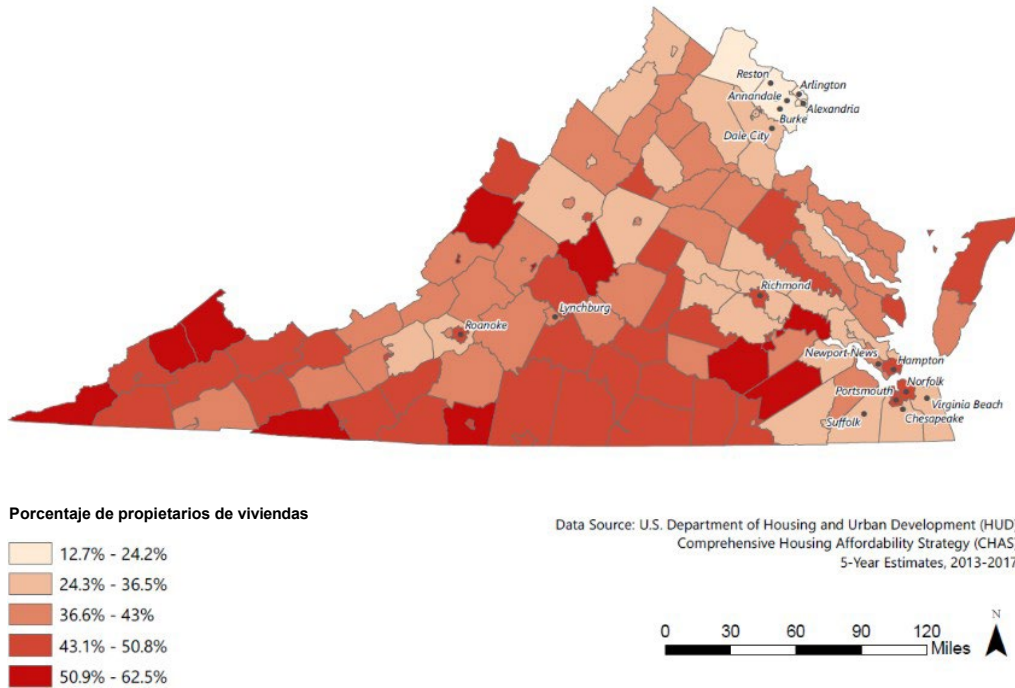 Reston
Arlington
Annandale
Alexandria
Burke
Dale City
Richmond
Lynchburg
Roanoke
Newport News
Hampton
Norfolk
Portsmouth
Virginia Beach
Suffolk
Chesapeake
Porcentaje de propietarios de viviendas
12.7% - 24.2%
24.3% - 36.5%
36.6% - 43%
43.1% - 50.8%
50.9% - 62.5%
Data Source: U.S. Department of Housing and Urban Development (HUD)
Comprehensive Housing Affordability Strategy (CHAS)
5-Year Estimates, 2013-2017
N
0 30 60 90 120
Miles